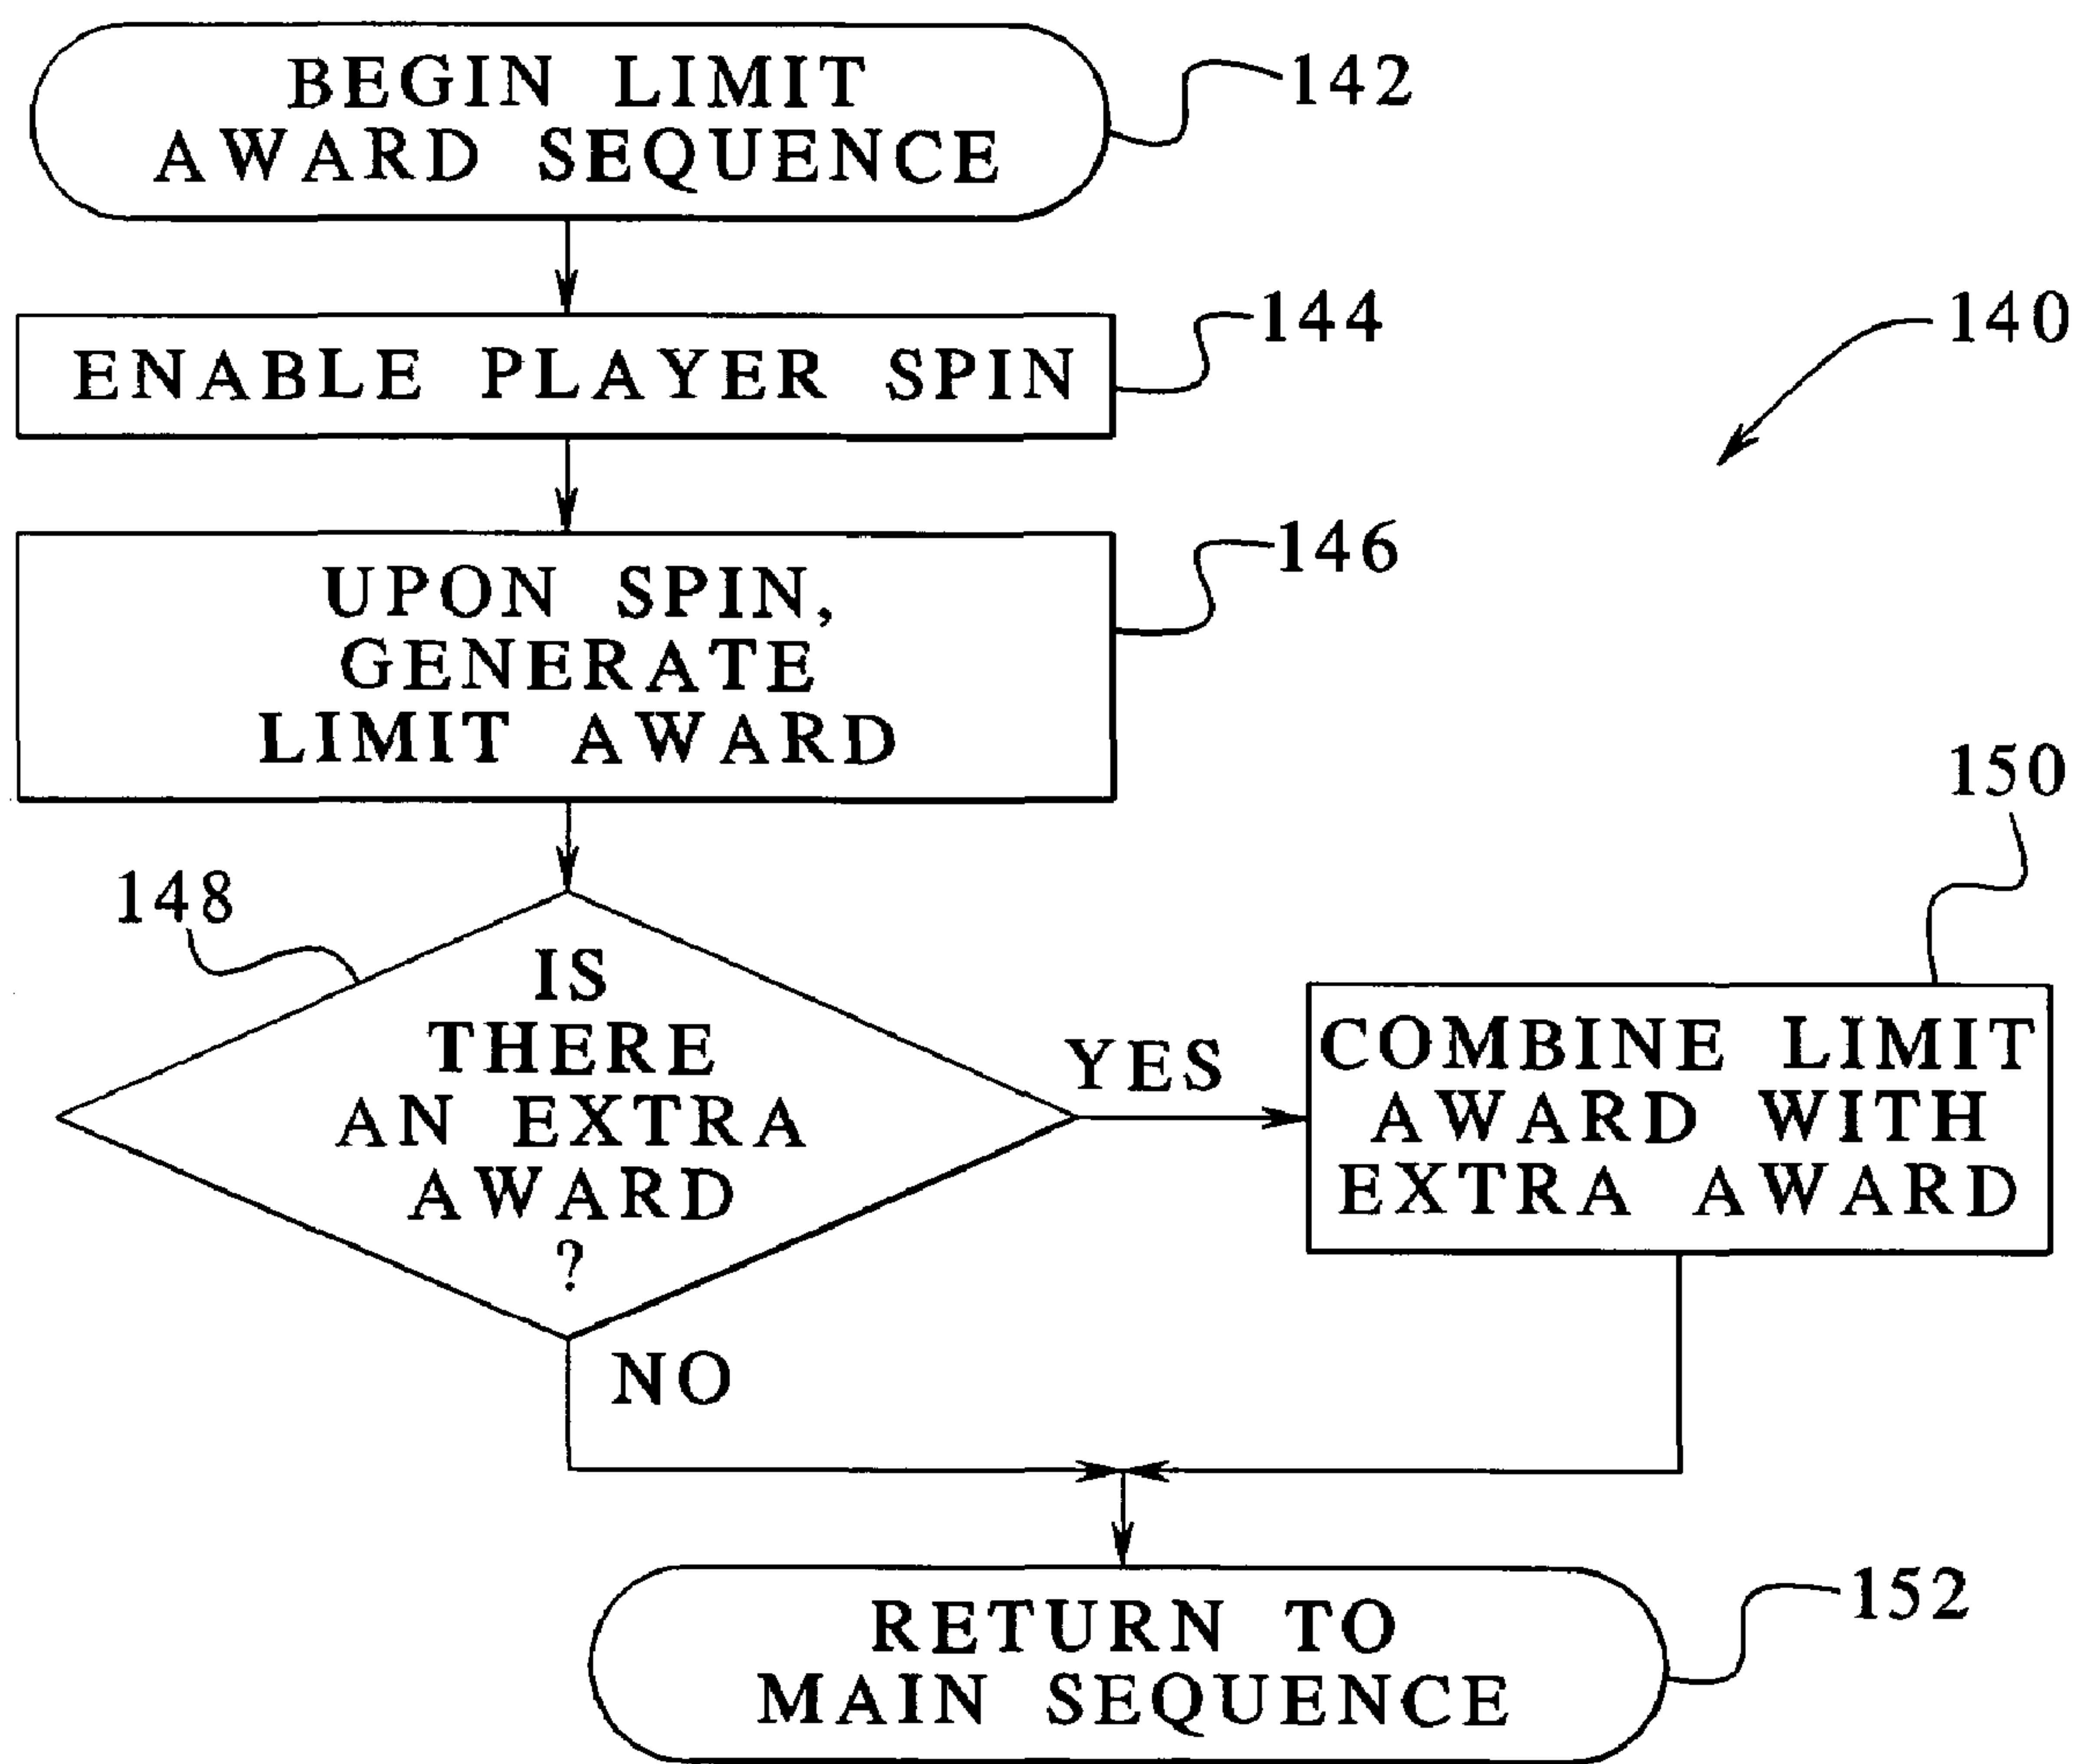 BEGIN LIMIT
AWARD SEQUENCE
142
ENABLE PLAYER SPIN
144
140
UPON SPIN,
GENERATE
LIMIT AWARD
146
148
IS
THERE
AN EXTRA
AWARD
?
YES
150
COMBINE LIMIT
AWARD WITH
EXTRA AWARD
NO
RETURN TO
MAIN SEQUENCE
152